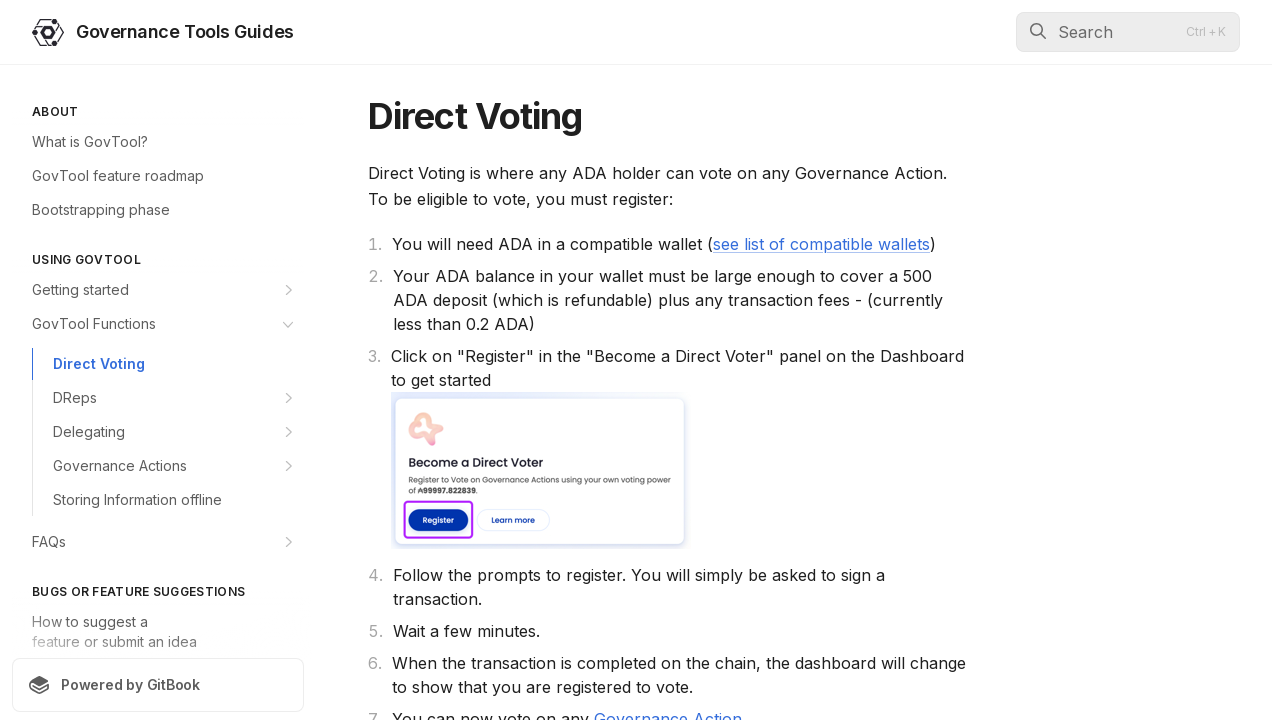 Governance Tools Guides
Search
Ctrl + K
ABOUT
What is GovTool?
GovTool feature roadmap
Bootstrapping phase
USING GOVTOOL
Getting started
GovTool Functions
Direct Voting
DReps
Delegating
Governance Actions
Storing Information offline
FAQs
BUGS OR FEATURE SUGGESTIONS
How to suggest a
feature or submit an idea
Powered by GitBook
Direct Voting
Direct Voting is where any ADA holder can vote on any Governance Action.
To be eligible to vote, you must register:
1. You will need ADA in a compatible wallet (see list of compatible wallets)
2. Your ADA balance in your wallet must be large enough to cover a 500
ADA deposit (which is refundable) plus any transaction fees - (currently
less than 0.2 ADA)
3. Click on "Register" in the "Become a Direct Voter" panel on the Dashboard
to get started
Become a Direct Voter
Register to Vote on Governance Actions using your own voting power
of ₳99997.822839.
Register
Learn more
4. Follow the prompts to register. You will simply be asked to sign a
transaction.
5. Wait a few minutes.
6. When the transaction is completed on the chain, the dashboard will change
to show that you are registered to vote.
7. You can now vote on any Governance Action